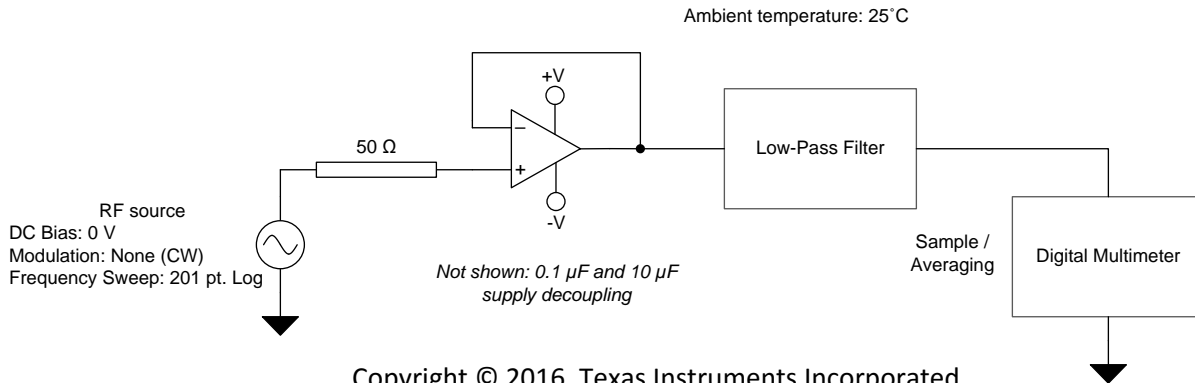 Ambient temperature: 25˚C
+V
−
50 Ω
+
-V
Low-Pass Filter
RF source
DC Bias: 0 V
Modulation: None (CW)
Frequency Sweep: 201 pt. Log
Not shown: 0.1 µF and 10 µF
supply decoupling
Sample /
Averaging
Digital Multimeter
Copyright © 2016, Texas Instruments Incorporated